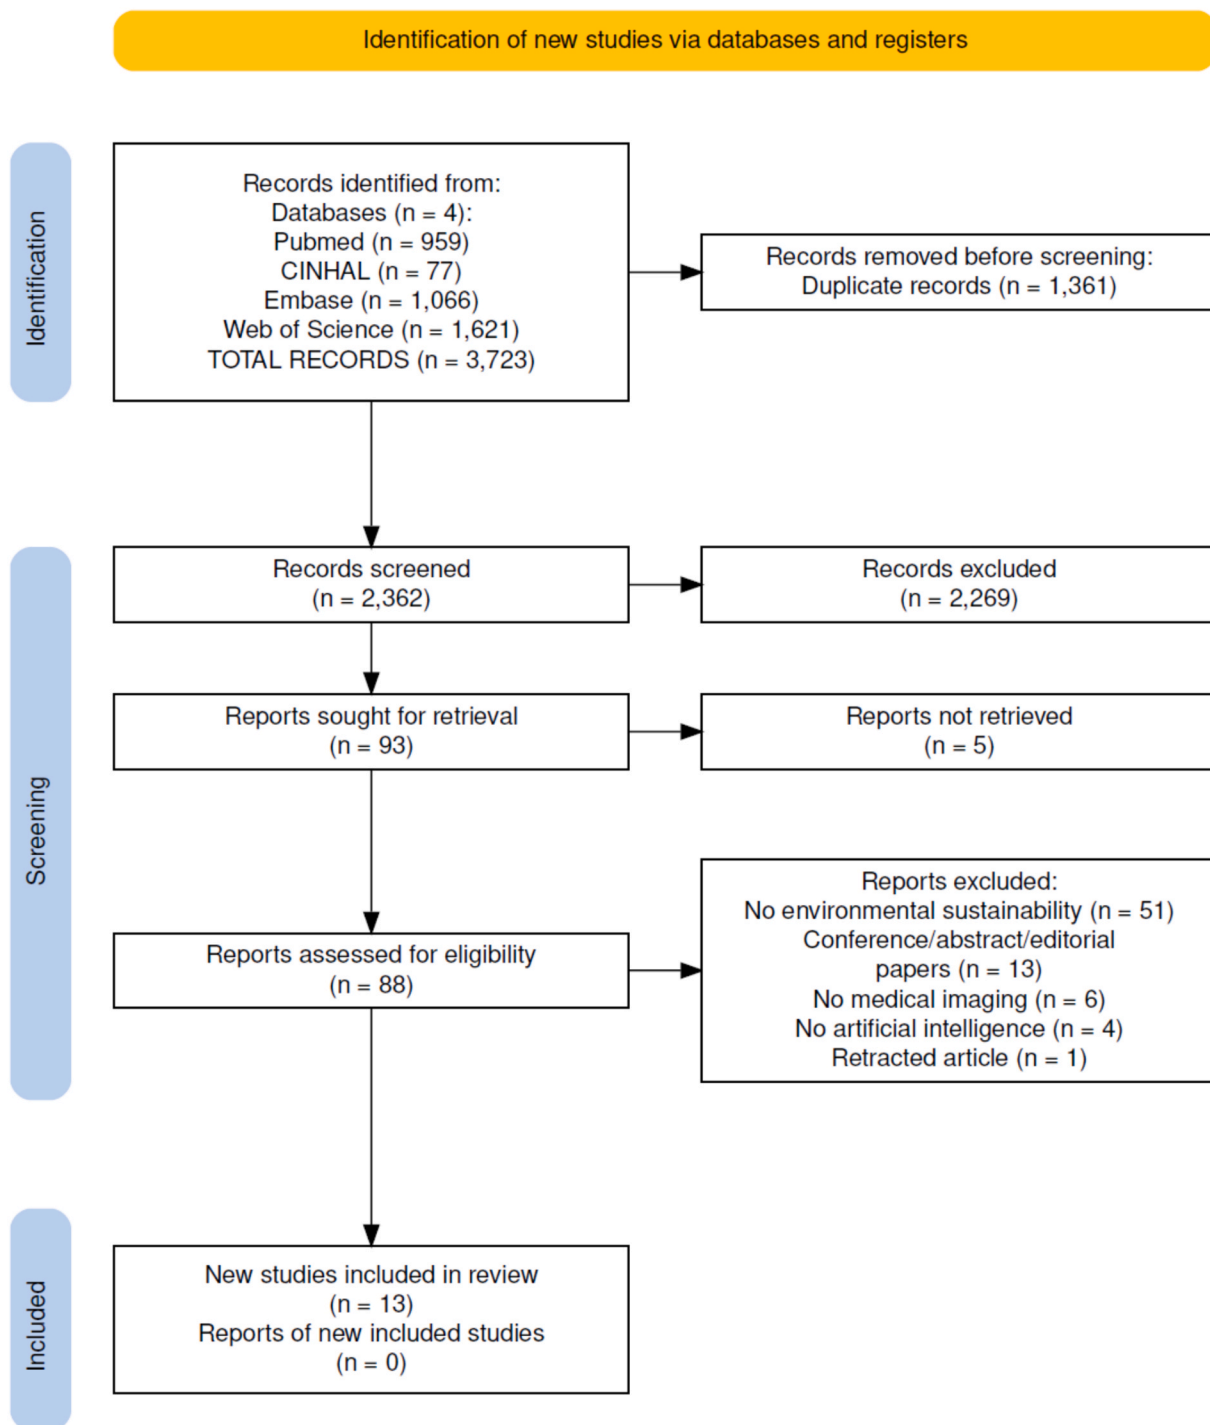 Identification of new studies via databases and registers
Identification
Records identified from:
Databases (n = 4):
Pubmed (n = 959)
CINHAL (n = 77)
Embase (n = 1,066)
Web of Science (n = 1,621)
TOTAL RECORDS (n = 3,723)
Records removed before screening:
Duplicate records (n = 1,361)
Screening
Records screened
(n = 2,362)
Records excluded
(n = 2,269)
Reports sought for retrieval
(n = 93)
Reports not retrieved
(n = 5)
Reports assessed for eligibility
(n = 88)
Reports excluded:
No environmental sustainability (n = 51)
Conference/abstract/editorial
papers (n = 13)
No medical imaging (n = 6)
No artificial intelligence (n = 4)
Retracted article (n = 1)
Included
New studies included in review
(n = 13)
Reports of new included studies
(n = 0)